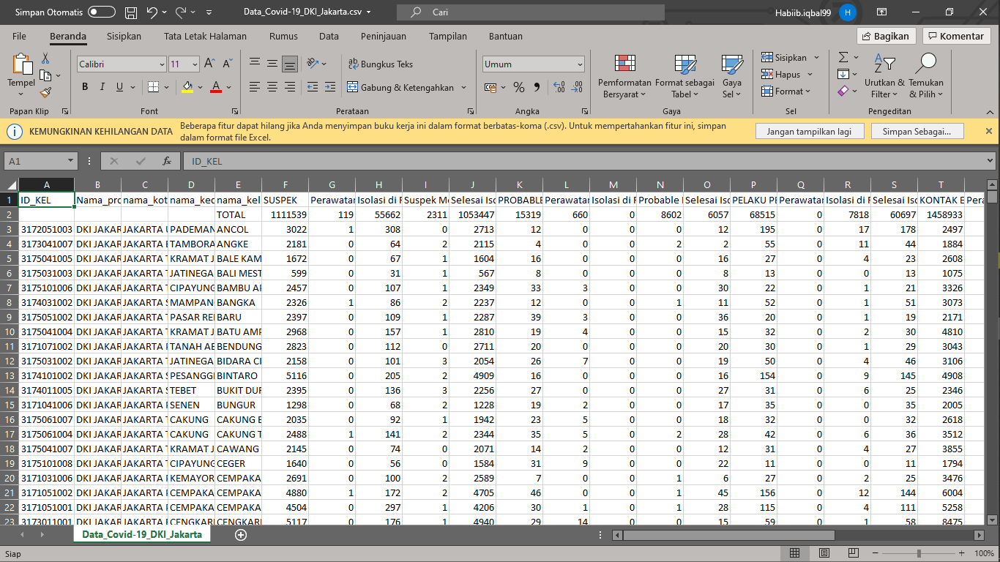 Simpan Otomatis
Data_Covid-19_DKI_Jakarta.csv
Cari
Habiib.iqbal99
H
File Beranda Sisipkan Tata Letak Halaman Rumus Data Peninjauan Tampilan Bantuan
Bagikan
Komentar
Tempel
Papan Klip
Calibri 11
B I U
A A
Font
Bungkus Teks
Gabung & Ketengahkan
Perataan
Umum
Angka
Pemformatan Bersyarat
Format sebagai Tabel
Gaya Sel
Gaya
Sisipkan
Hapus
Format
Sel
Urutkan & Filter
Temukan & Pilih
Pengeditan
KEMUNGKINAN KEHILANGAN DATA
Beberapa fitur dapat hilang jika Anda menyimpan buku kerja ini dalam format berbatas-koma (.csv). Untuk mempertahankan fitur ini, simpan
dalam format file Excel.
Jangan tampilkan lagi
Simpan Sebagai...
A1 fx ID_KEL
A B C D E F G H I J K L M N O P Q R S T
1 ID_KEL Nama_pro nama_kot nama_kec nama_kel SUSPEK Perawatan Isolasi di R Suspek Me Selesai Iso PROBABLE Perawatan Isolasi di R Probable Selesai Iso PELAKU PE Perawatan Isolasi di R Selesai Iso KONTAK E Pera
2 TOTAL 1111539 119 55662 2311 1053447 15319 660 0 8602 6057 68515 0 7818 60697 1458933
3 3172051003 DKI JAKAR JAKARTA U PADEMAN ANCOL 3022 1 308 0 2713 12 0 0 0 12 195 0 17 178 2497
4 3173041007 DKI JAKAR JAKARTA B TAMBORA ANGKE 2181 0 64 2 2115 4 0 0 2 2 55 0 11 44 1884
5 3175041005 DKI JAKAR JAKARTA T KRAMAT J BALE KAM 1672 0 67 1 1604 16 0 0 0 16 27 0 4 23 2608
6 3175031003 DKI JAKAR JAKARTA T JATINEGA BALI MEST 599 0 31 1 567 8 0 0 0 8 13 0 0 13 1075
7 3175101006 DKI JAKAR JAKARTA T CIPAYUNG BAMBU AP 2457 0 107 1 2349 33 3 0 0 30 22 0 1 21 3326
8 3174031002 DKI JAKAR JAKARTA S MAMPAN BANGKA 2326 1 86 2 2237 12 0 0 1 11 52 0 1 51 3073
9 3175051002 DKI JAKAR JAKARTA T PASAR REB BARU 2397 0 109 1 2287 39 3 0 0 36 20 0 1 19 2171
10 3175041004 DKI JAKAR JAKARTA T KRAMAT J BATU AMP 2968 0 157 1 2810 19 4 0 0 15 32 0 2 30 4810
11 3171071002 DKI JAKAR JAKARTA P TANAH AB BENDUNG 2823 0 112 0 2711 20 0 0 0 20 30 0 1 29 3043
12 3175031002 DKI JAKAR JAKARTA T JATINEGA BIDARA CI 2158 0 101 3 2054 26 7 0 0 19 50 0 4 46 3106
13 3174101002 DKI JAKAR JAKARTA S PESANGGI BINTARO 5116 0 205 2 4909 16 0 0 0 16 154 0 9 145 4908
14 3174011005 DKI JAKAR JAKARTA S TEBET BUKIT DUR 2395 0 136 3 2256 27 0 0 0 27 31 0 6 25 2346
15 3171041006 DKI JAKAR JAKARTA P SENEN BUNGUR 1298 0 68 2 1228 19 2 0 0 17 35 0 0 35 2005
16 3175061007 DKI JAKAR JAKARTA T CAKUNG CAKUNG B 2035 0 92 1 1942 23 5 0 0 18 32 0 0 32 2618
17 3175061004 DKI JAKAR JAKARTA T CAKUNG CAKUNG T 2488 1 141 2 2344 35 5 0 2 28 42 0 6 36 3512
18 3175041007 DKI JAKAR JAKARTA T KRAMAT J CAWANG 2145 0 74 0 2071 14 2 0 0 12 31 0 4 27 3855
19 3175101008 DKI JAKAR JAKARTA T CIPAYUNG CEGER 1640 0 56 0 1584 31 9 0 0 22 11 0 0 11 1794
20 3171031006 DKI JAKAR JAKARTA P KEMAYOR CEMPAKA 2691 0 100 2 2589 7 0 0 1 6 27 0 2 25 3476
21 3171051002 DKI JAKAR JAKARTA P CEMPAKA CEMPAKA 4880 1 172 2 4705 46 0 0 1 45 156 0 12 144 6004
22 3171051001 DKI JAKAR JAKARTA P CEMPAKA CEMPAKA 4504 0 297 1 4206 30 1 0 1 28 115 0 4 111 5258
23 3173011001 DKI JAKAR JAKARTA B CENGKAR CENGKAR 5117 0 176 1 4940 29 14 0 0 15 59 0 1 58 8475
Data_Covid-19_DKI_Jakarta
Siap
100%